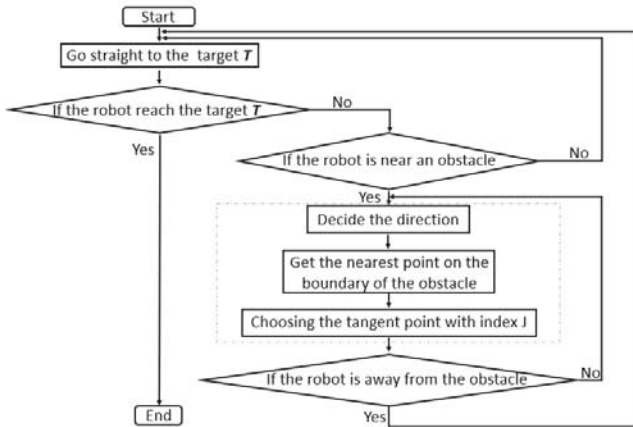 Start
Go straight to the target T
If the robot reach the target T
No
Yes
If the robot is near an obstacle
No
Yes
Decide the direction
Get the nearest point on the
boundary of the obstacle
Choosing the tangent point with index J
If the robot is away from the obstacle
No
End
Yes